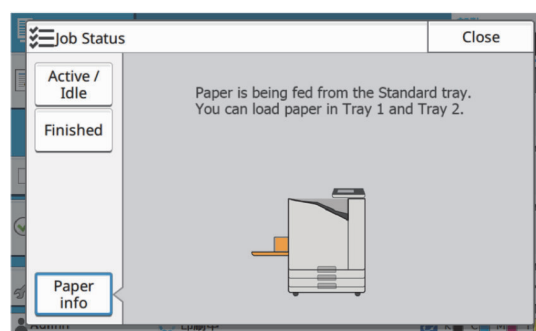 Job Status
Close
Active /
Idle
Finished
Paper is being fed from the Standard tray.
You can load paper in Tray 1 and Tray 2.
Paper
info